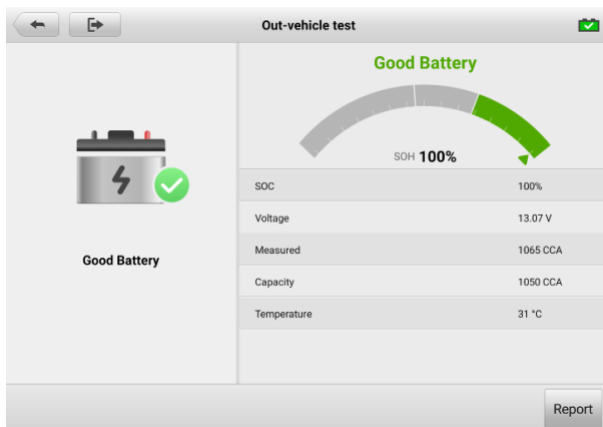 Out-vehicle test
Good Battery
Good Battery
SOH 100%
SOC 100%
Voltage 13.07 V
Measured 1065 CCA
Capacity 1050 CCA
Temperature 31 °C
Report